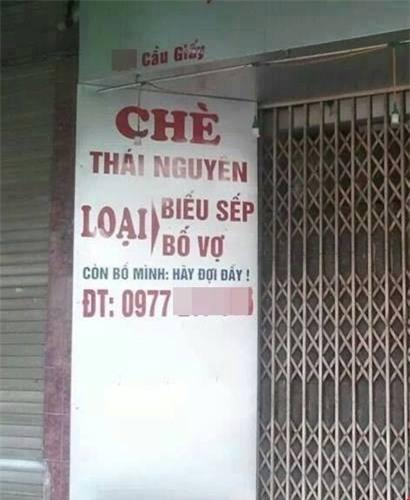 Cầu Giấy
CHÈ
THÁI NGUYÊN
LOẠI BIẾU SẾP
BỐ VỢ
CÒN BỐ MÌNH: HÃY ĐỢI ĐẤY !
ĐT: 0977